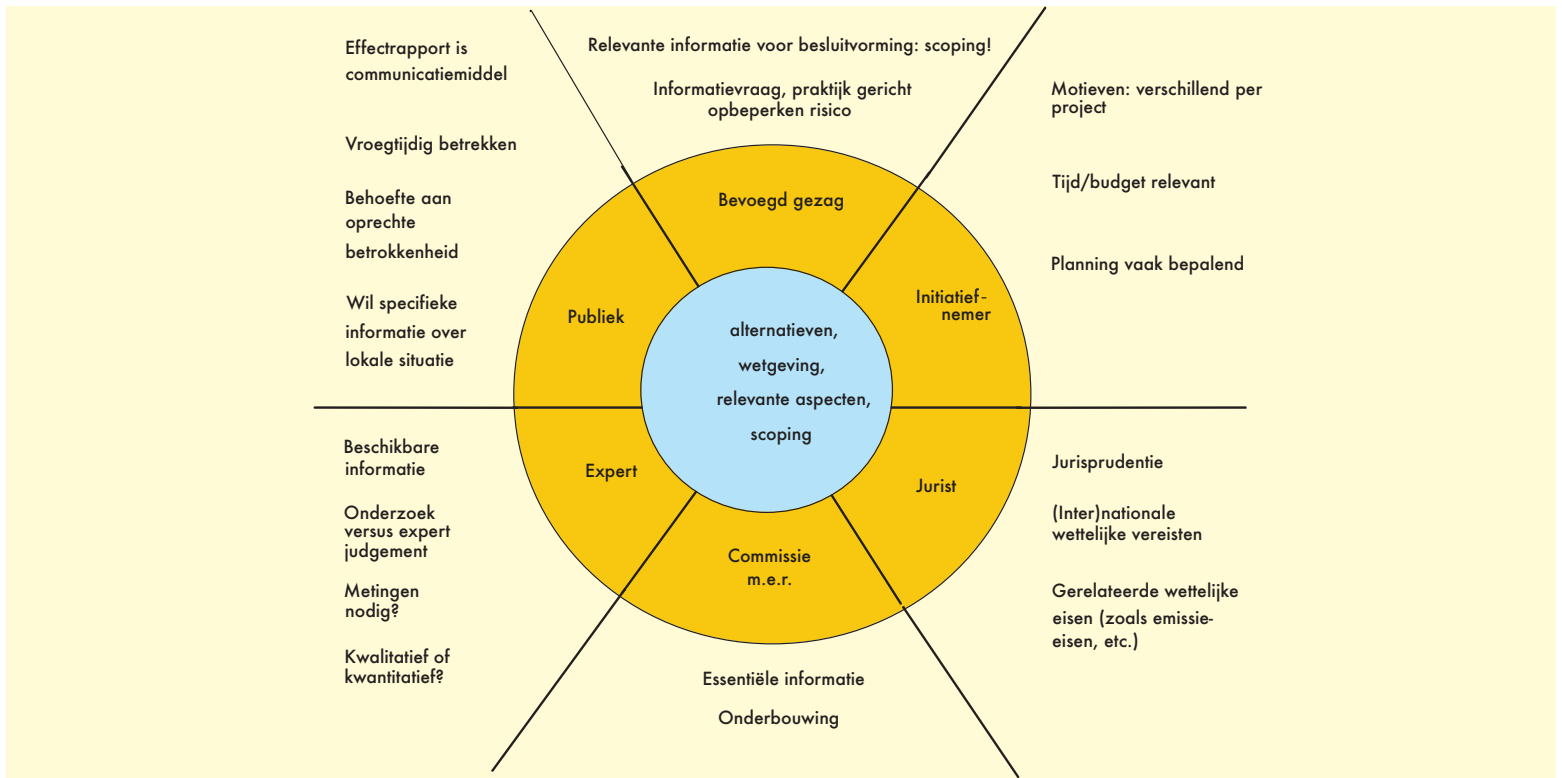 Effectrapport is
communicatiemiddel
Vroegtijdig betrekken
Behoefte aan
oprechte
betrokkenheid
Wil specifieke
informatie over
lokale situatie
Relevante informatie voor besluitvorming: scoping!
Informatievraag, praktijk gericht
opbeperken risico
Motieven: verschillend per
project
Tijd/budget relevant
Planning vaak bepalend
Bevoegd gezag
Publiek
Initiatief-
nemer
alternatieven,
wetgeving,
relevante aspecten,
scoping
Expert
Jurist
Commissie
m.e.r.
Beschikbare
informatie
Onderzoek
versus expert
judgement
Metingen
nodig?
Kwalitatief of
kwantitatief?
Essentiële informatie
Onderbouwing
Jurisprudentie
(Inter)nationale
wettelijke vereisten
Gerelateerde wettelijke
eisen (zoals emissie-
eisen, etc.)